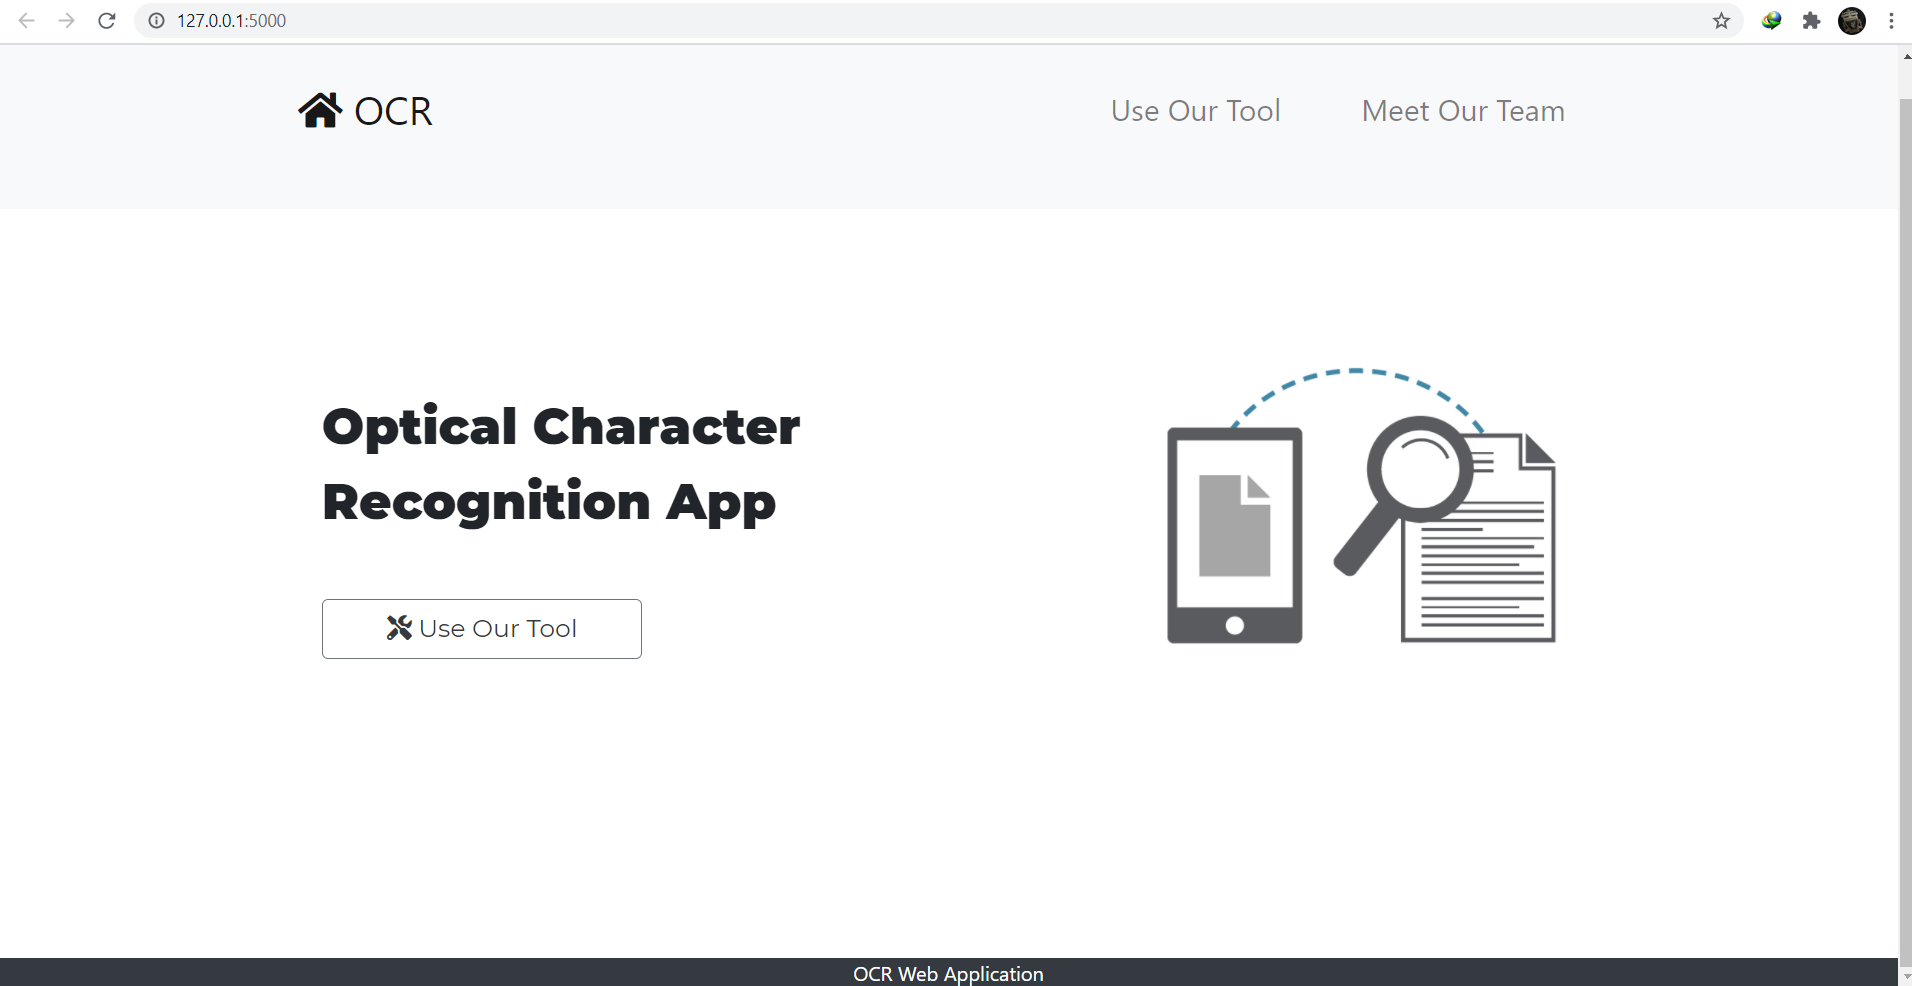 127.0.0.1:5000
OCR
Use Our Tool
Meet Our Team
Optical Character
Recognition App
Use Our Tool
OCR Web Application